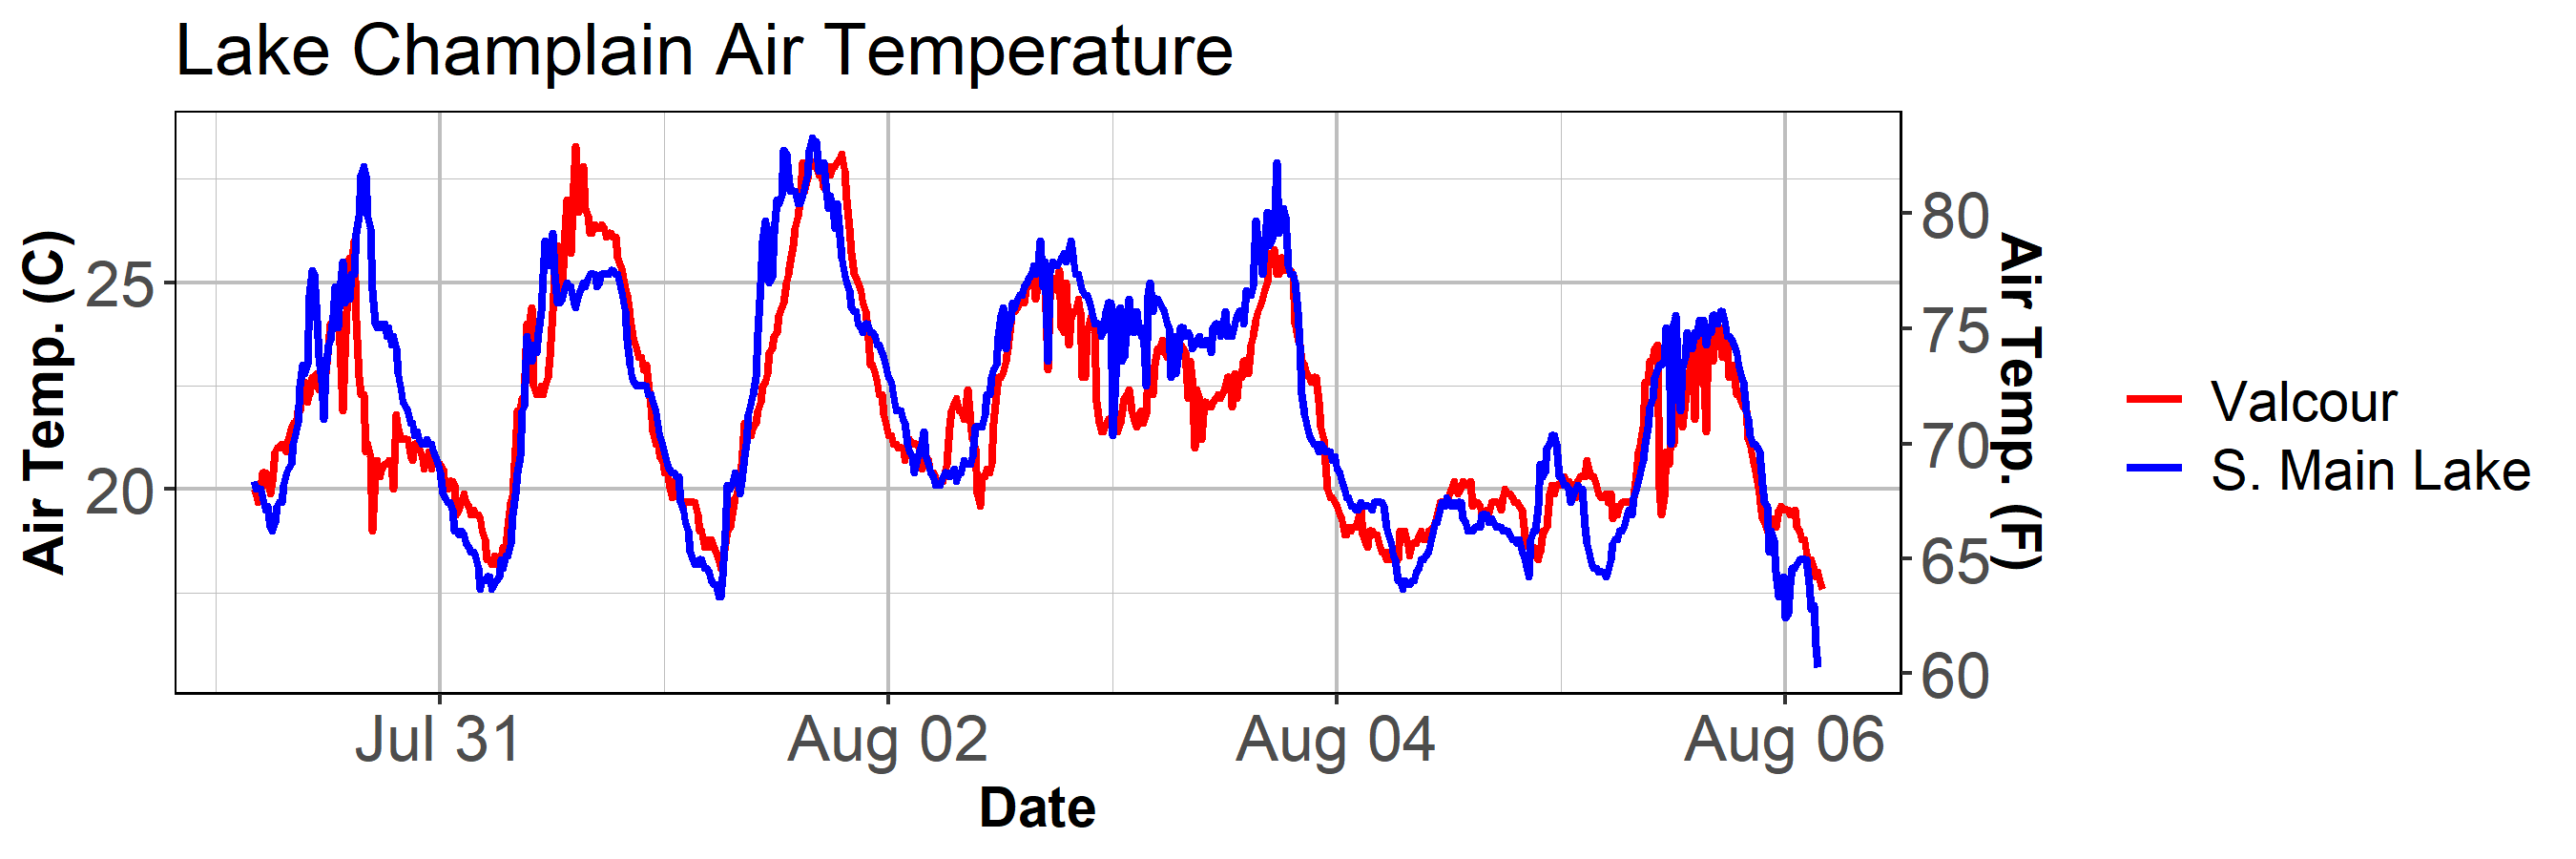 Lake Champlain Air Temperature
Air Temp. (C)
25
20
80
75
70
65
60
Air Temp. (F)
Jul 31
Aug 02
Aug 04
Aug 06
Date
Valcour
S. Main Lake